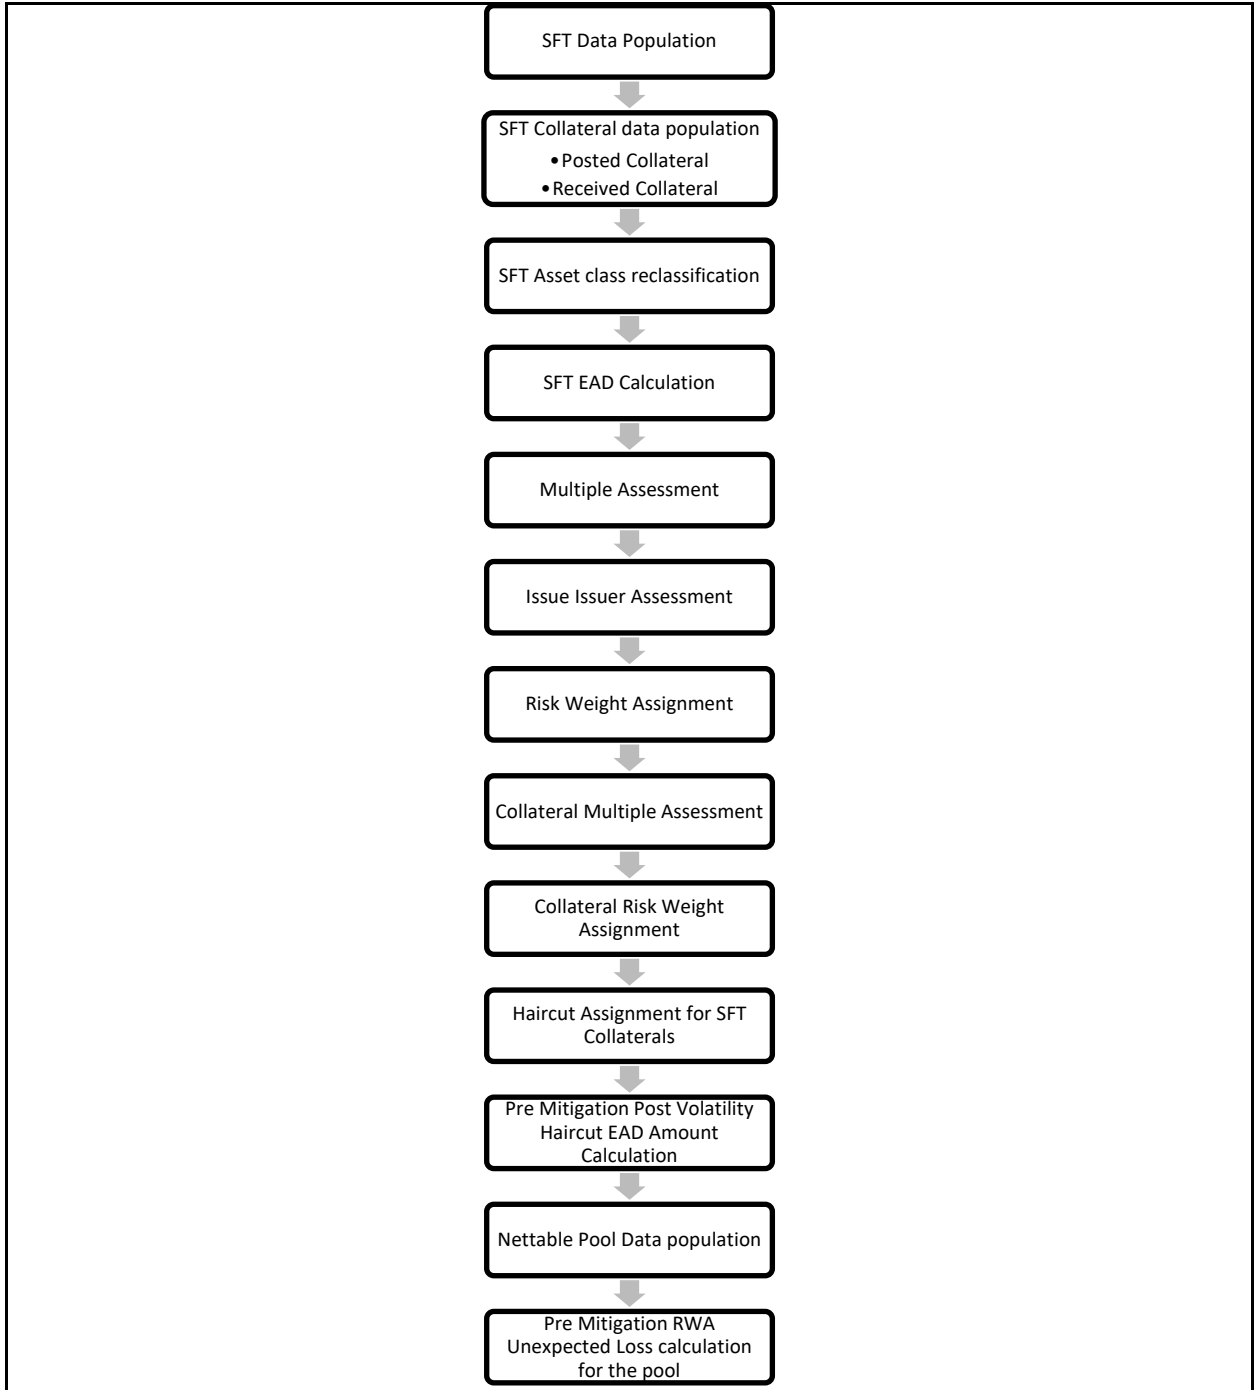 SFT Data Population
SFT Collateral data population
•Posted Collateral
•Received Collateral
SFT Asset class reclassification
SFT EAD Calculation
Multiple Assessment
Issue Issuer Assessment
Risk Weight Assignment
Collateral Multiple Assessment
Collateral Risk Weight
Assignment
Haircut Assignment for SFT
Collaterals
Pre Mitigation Post Volatility
Haircut EAD Amount
Calculation
Nettable Pool Data population
Pre Mitigation RWA
Unexpected Loss calculation
for the pool